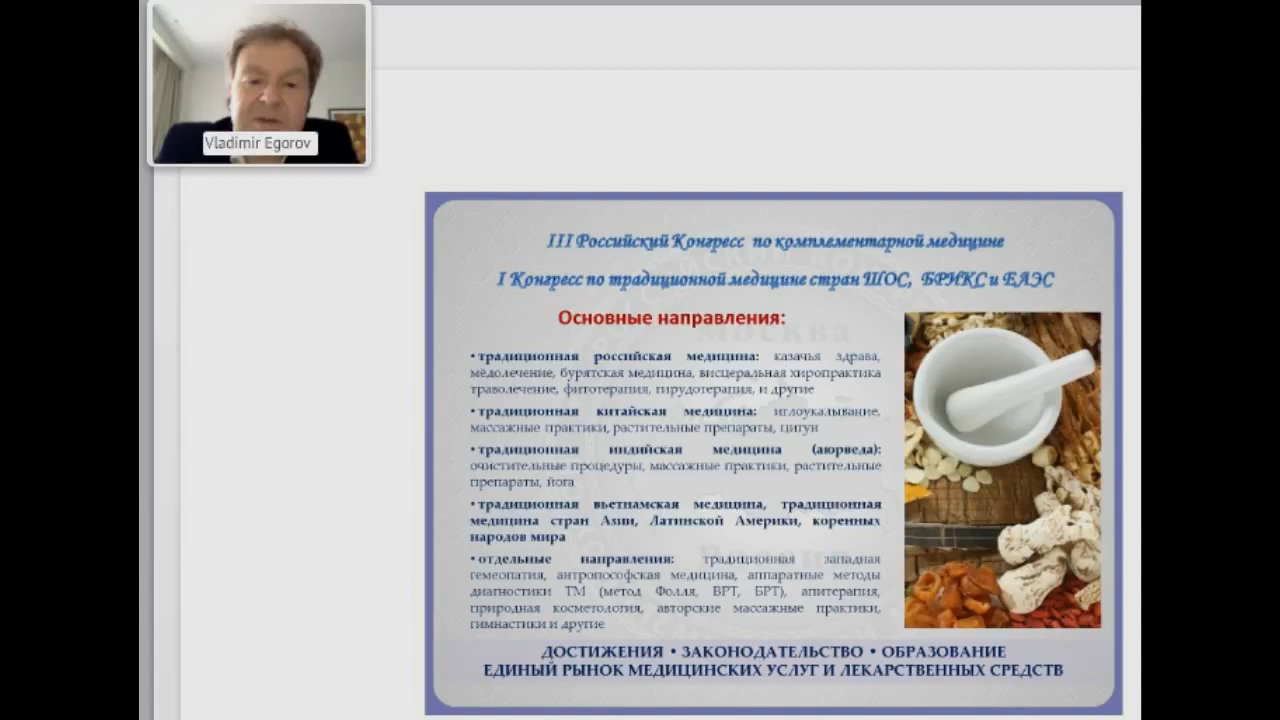 Vladimir Egorov
III Российский Конгресс по комплементарной медицине
I Конгресс по традиционной медицине стран ШОС, БРИКС и ЕАЭС
Основные направления:
•традиционная российская медицина: казачья здрава,
мёдолечение, бурятская медицина, висцеральная хиропрактика
траволечение, фитотерапия, гирудотерапия, и другие
•традиционная китайская медицина: иглоукалывание,
массажные практики, растительные препараты, цигун
•традиционная индийская медицина (аюрведа):
очистительные процедуры, массажные практики, растительные
препараты, йога
•традиционная вьетнамская медицина, традиционная
медицина стран Азии, Латинской Америки, коренных
народов мира
•отдельные направления: традиционная западная
гемеопатия, антропософская медицина, аппаратные методы
диагностики ТМ (метод Фолля, ВРТ, БРТ), апитерапия,
природная косметология, авторские массажные практики,
гимнастики и другие
ДОСТИЖЕНИЯ • ЗАКОНОДАТЕЛЬСТВО • ОБРАЗОВАНИЕ
ЕДИНЫЙ РЫНОК МЕДИЦИНСКИХ УСЛУГ И ЛЕКАРСТВЕННЫХ СРЕДСТВ